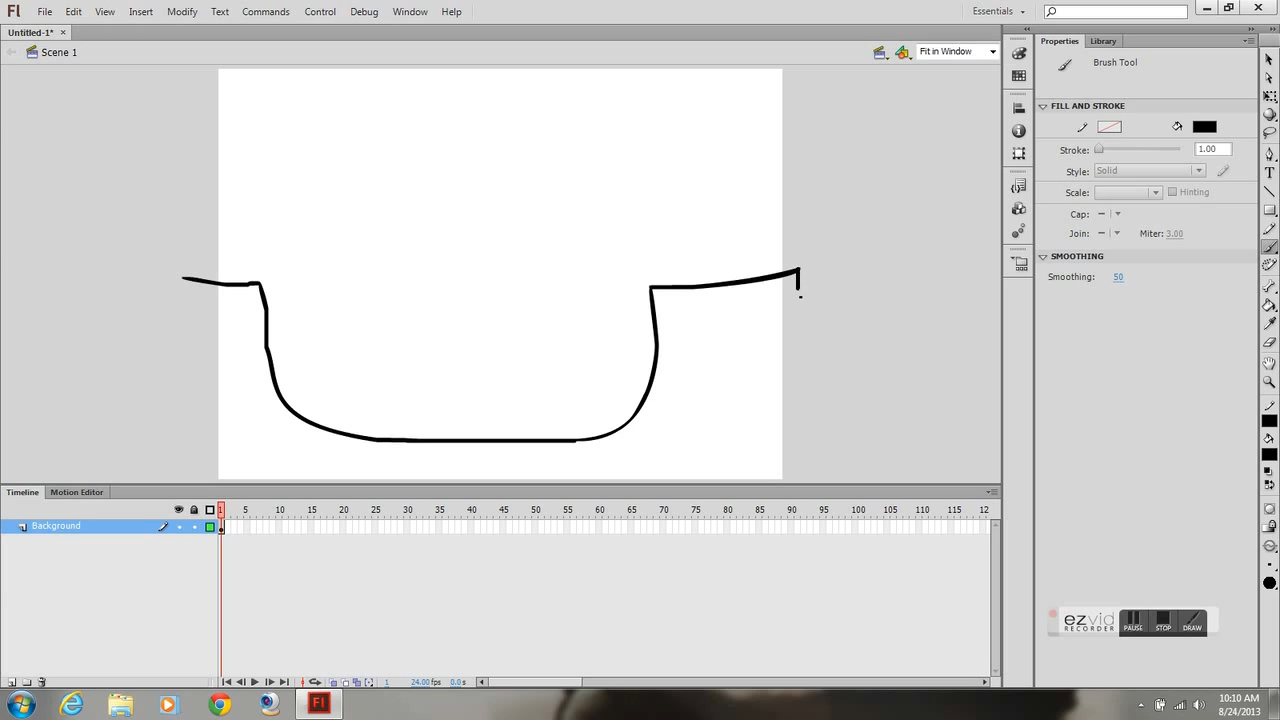 Fl File Edit View Insert Modify Text Commands Control Debug Window Help Essentials
Untitled-1*
Scene 1
Fit in Window
Properties Library
Brush Tool
FILL AND STROKE
Stroke: 1.00
Style: Solid
Scale: Hinting
Cap:
Join: Miter: 3.00
SMOOTHING
Smoothing: 50
Timeline Motion Editor
1 5 10 15 20 25 30 35 40 45 50 55 60 65 70 75 80 85 90 95 100 105 110 115 12
Background
ezvid
RECORDER
PAUSE STOP DRAW
1 24.00 fps 0.0 s
Fl
10:10 AM
8/24/2013